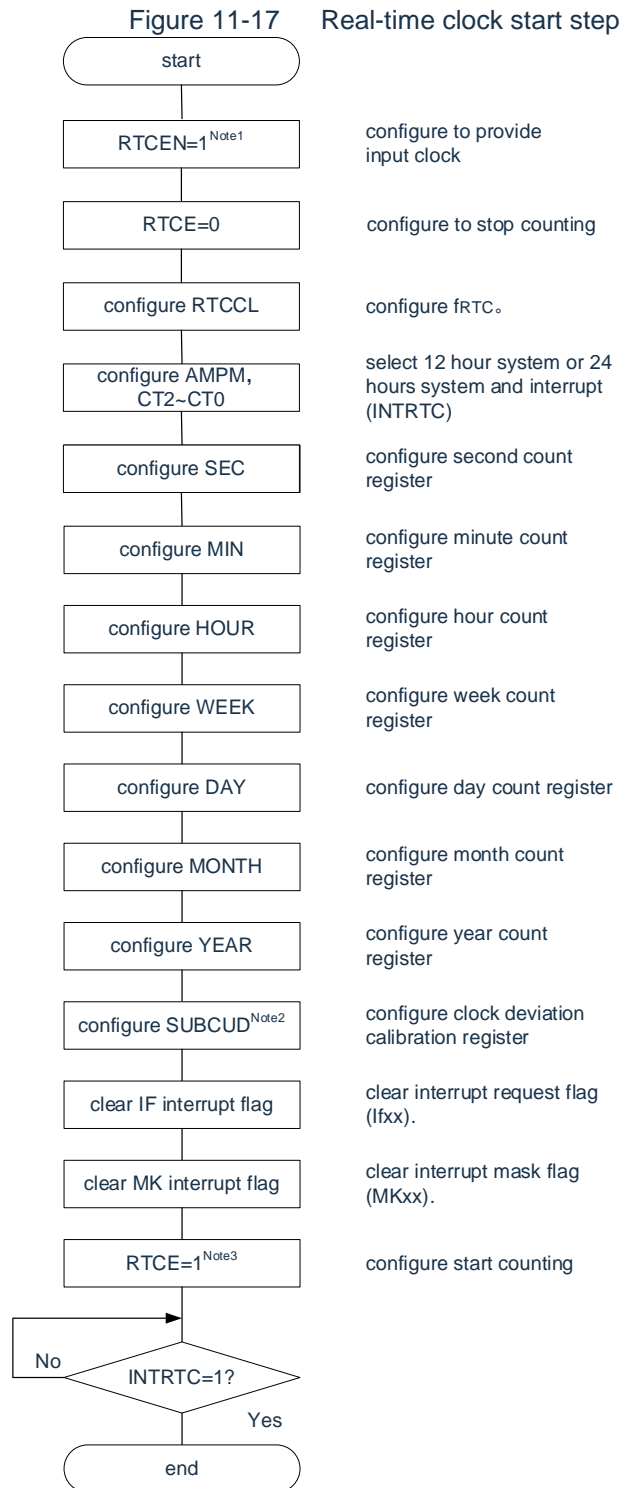 Figure 11-17 Real-time clock start step
start
RTCEN=1Note1
configure to provide
input clock
RTCE=0
configure to stop counting
configure RTCCL
configure fRTC。
configure AMPM,
CT2~CT0
select 12 hour system or 24
hours system and interrupt
(INTRTC)
configure SEC
configure second count
register
configure MIN
configure minute count
register
configure HOUR
configure hour count
register
configure WEEK
configure week count
register
configure DAY
configure day count register
configure MONTH
configure month count
register
configure YEAR
configure year count
register
configure SUBCUDNote2
configure clock deviation
calibration register
clear IF interrupt flag
clear interrupt request flag
(Ifxx).
clear MK interrupt flag
clear interrupt mask flag
(MKxx).
RTCE=1Note3
configure start counting
No
INTRTC=1?
Yes
end